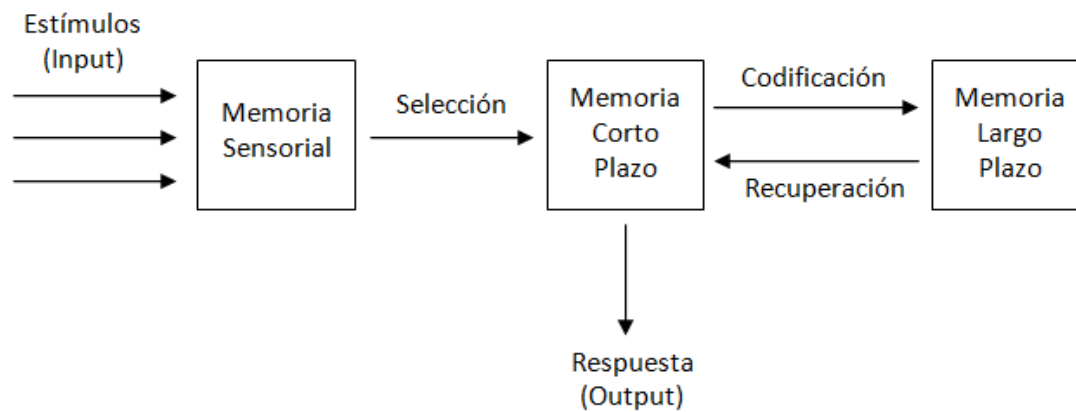 Estímulos
(Input)
Memoria
Sensorial
Selección
Memoria
Corto
Plazo
Codificación
Recuperación
Memoria
Largo
Plazo
Respuesta
(Output)